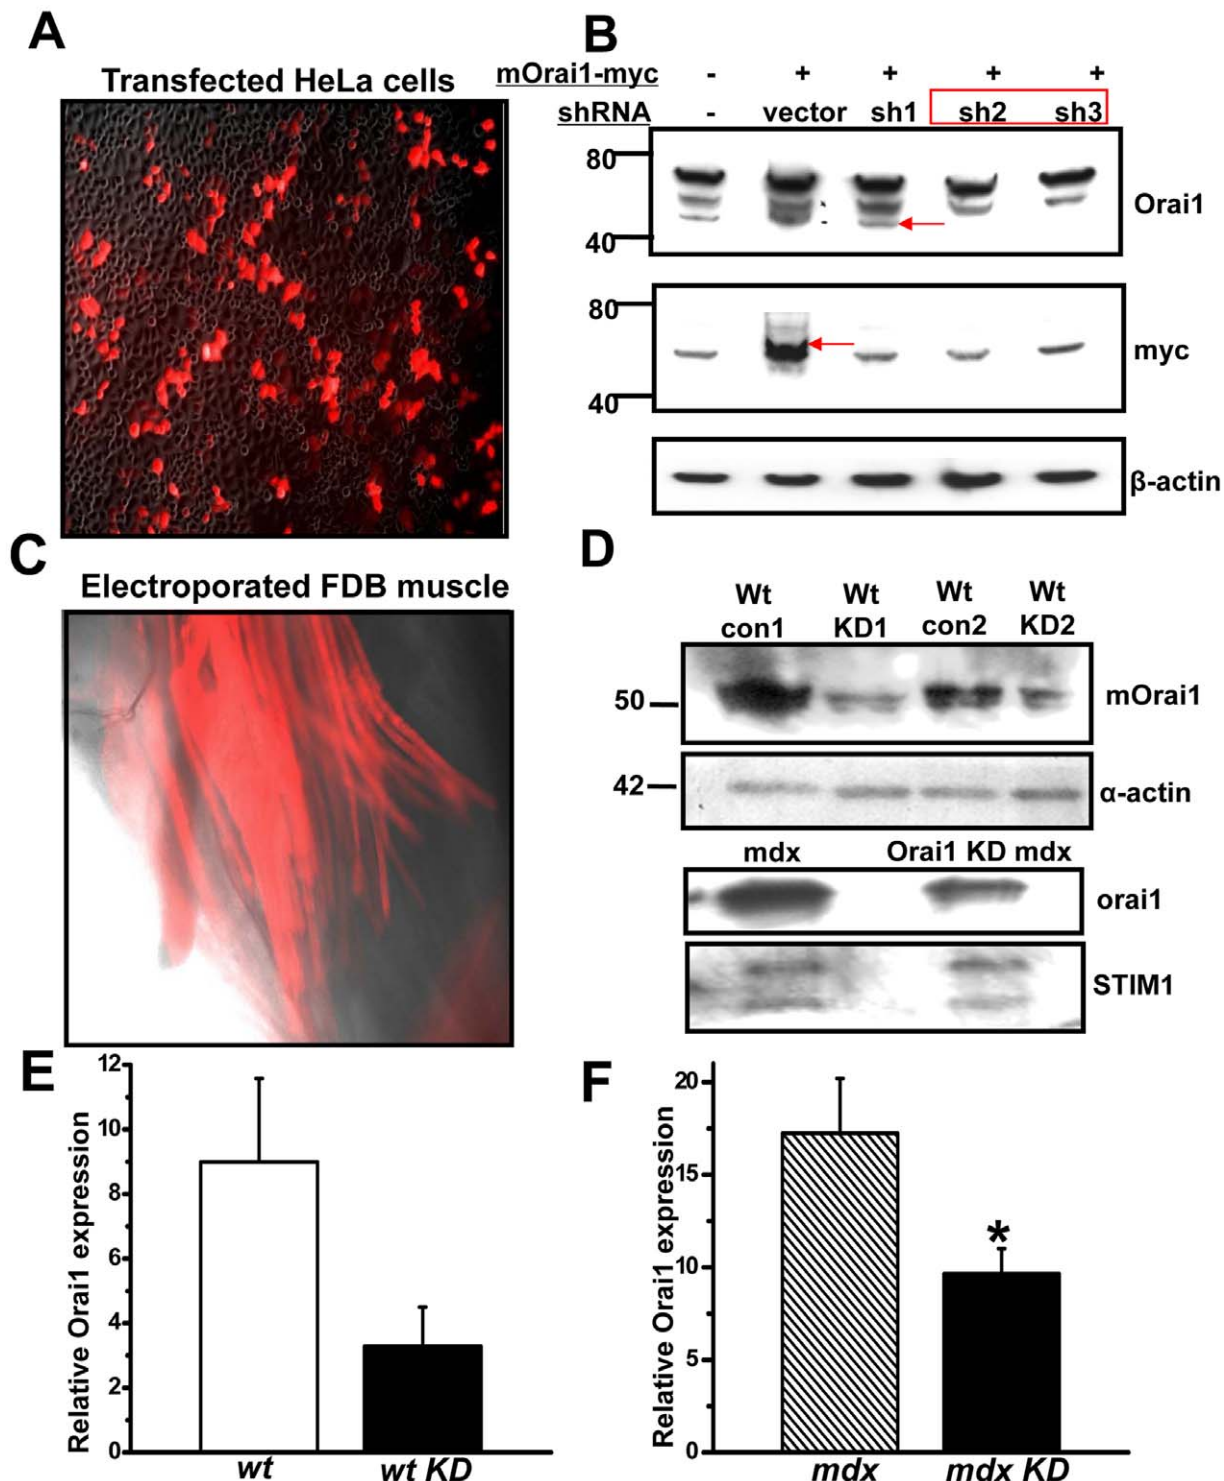 A
Transfected HeLa cells
B
mOrai1-myc - + + + +
shRNA - vector sh1 sh2 sh3
80
40
Orai1
80
40
myc
β-actin
C
Electroporated FDB muscle
D
Wt con1
Wt KD1
Wt con2
Wt KD2
50
mOrai1
42
α-actin
mdx
Orai1 KD mdx
orai1
STIM1
E
Relative Orai1 expression
12
10
8
6
4
2
0
wt
wt KD
F
Relative Orai1 expression
20
15
10
5
0
*
mdx
mdx KD